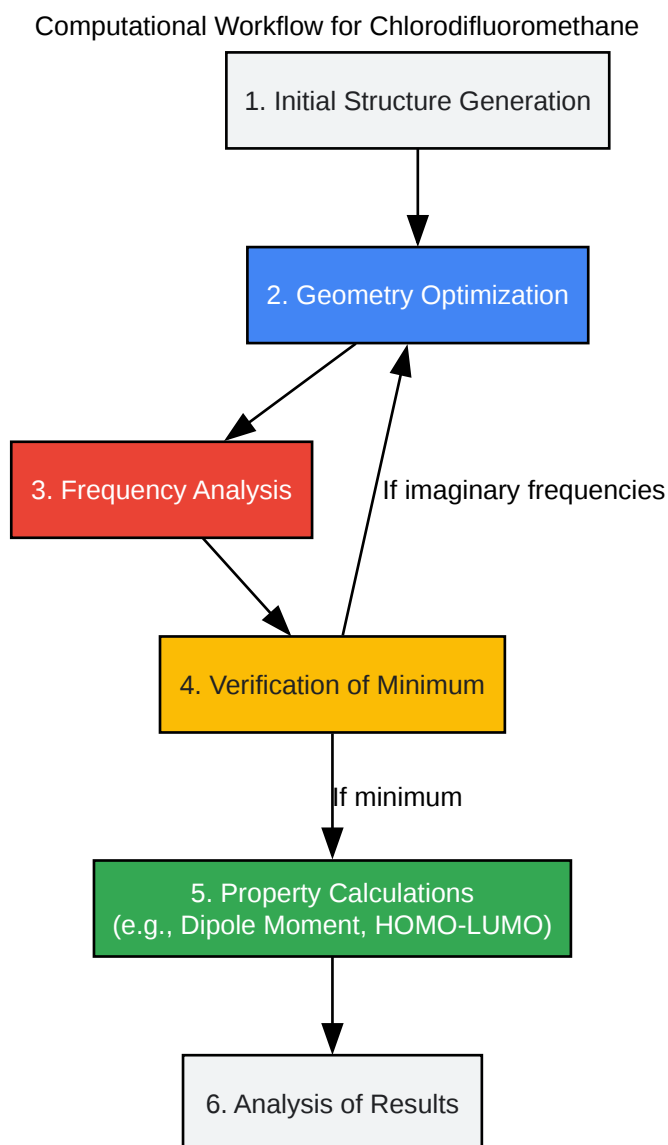 Computational Workflow for Chlorodifluoromethane
1. Initial Structure Generation
2. Geometry Optimization
3. Frequency Analysis
If imaginary frequencies
4. Verification of Minimum
If minimum
5. Property Calculations
(e.g., Dipole Moment, HOMO-LUMO)
6. Analysis of Results